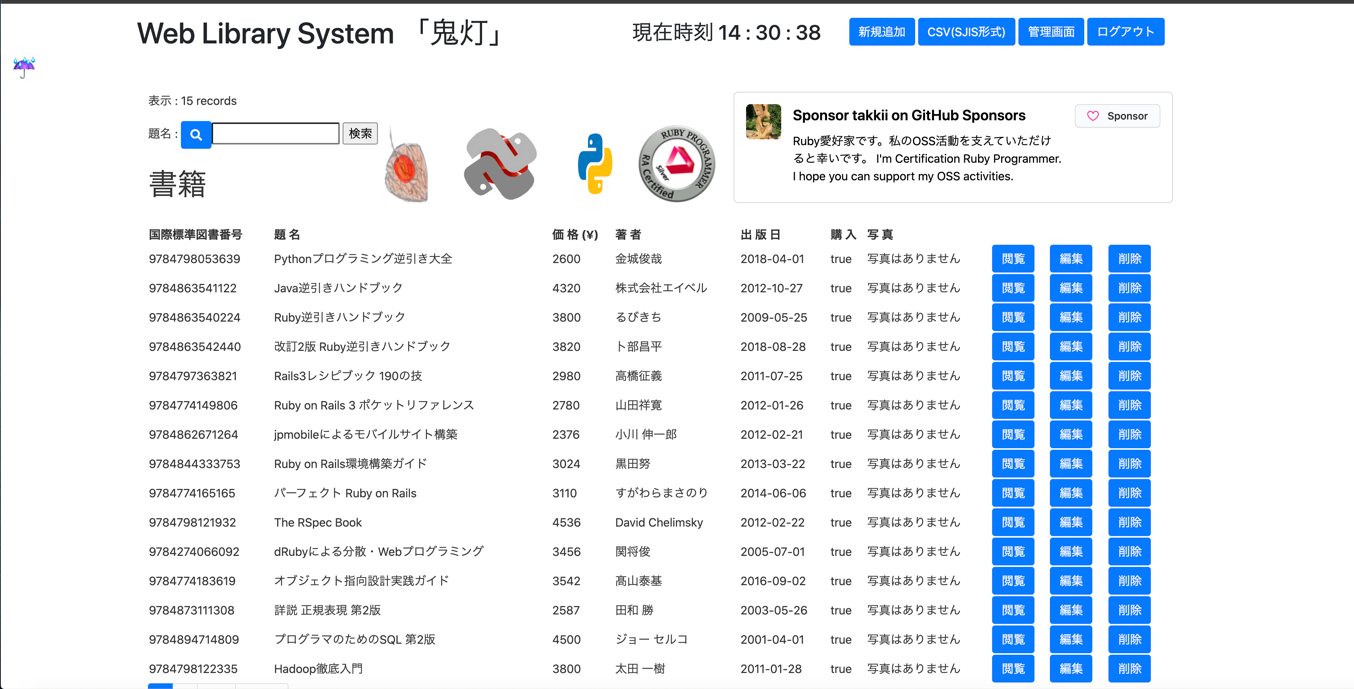 Web Library System 「鬼灯」
現在時刻 14 : 30 : 38
新規追加 CSV(SJIS形式) 管理画面 ログアウト
表示 : 15 records
題名 : 検索
書籍
RUBY PROGRAMMER
RA Certified
Silver
Sponsor takkii on GitHub Sponsors
Sponsor
Ruby愛好家です。私のOSS活動を支えていただけ
ると幸いです。 I'm Certification Ruby Programmer.
I hope you can support my OSS activities.
国際標準図書番号 題 名 価 格 (¥) 著 者 出 版 日 購 入 写 真
9784798053639 Pythonプログラミング逆引き大全 2600 金城俊哉 2018-04-01 true 写真はありません 閲覧 編集 削除
9784863541122 Java逆引きハンドブック 4320 株式会社エイベル 2012-10-27 true 写真はありません 閲覧 編集 削除
9784863540224 Ruby逆引きハンドブック 3800 るびきち 2009-05-25 true 写真はありません 閲覧 編集 削除
9784863542440 改訂2版 Ruby逆引きハンドブック 3820 卜部昌平 2018-08-28 true 写真はありません 閲覧 編集 削除
9784797363821 Rails3レシピブック 190の技 2980 高橋征義 2011-07-25 true 写真はありません 閲覧 編集 削除
9784774149806 Ruby on Rails 3 ポケットリファレンス 2780 山田祥寛 2012-01-26 true 写真はありません 閲覧 編集 削除
9784862671264 jpmobileによるモバイルサイト構築 2376 小川 伸一郎 2012-02-21 true 写真はありません 閲覧 編集 削除
9784844333753 Ruby on Rails環境構築ガイド 3024 黒田努 2013-03-22 true 写真はありません 閲覧 編集 削除
9784774165165 パーフェクト Ruby on Rails 3110 すがわらまさのり 2014-06-06 true 写真はありません 閲覧 編集 削除
9784798121932 The RSpec Book 4536 David Chelimsky 2012-02-22 true 写真はありません 閲覧 編集 削除
9784274066092 dRubyによる分散・Webプログラミング 3456 関将俊 2005-07-01 true 写真はありません 閲覧 編集 削除
9784774183619 オブジェクト指向設計実践ガイド 3542 髙山泰基 2016-09-02 true 写真はありません 閲覧 編集 削除
9784873111308 詳説 正規表現 第2版 2587 田和 勝 2003-05-26 true 写真はありません 閲覧 編集 削除
9784894714809 プログラマのためのSQL 第2版 4500 ジョー セルコ 2001-04-01 true 写真はありません 閲覧 編集 削除
9784798122335 Hadoop徹底入門 3800 太田 一樹 2011-01-28 true 写真はありません 閲覧 編集 削除